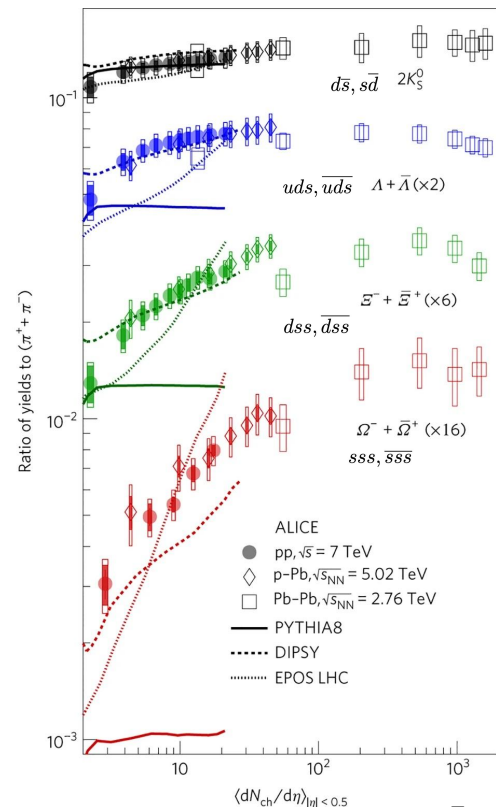 Ratio of yields to (π⁺+ π⁻)
10⁻¹
10⁻²
10⁻³
ds̄, sd̄ 2K⁰S
uds, u̅d̅s̅ Λ + Λ̄ (×2)
Ξ⁻ + Ξ̄⁺ (×6)
dss, d̅s̅s̅
Ω⁻ + Ω̄⁺ (×16)
sss, s̅s̅s̅
ALICE
pp, √s = 7 TeV
p–Pb, √sNN = 5.02 TeV
Pb–Pb, √sNN = 2.76 TeV
PYTHIA8
DIPSY
EPOS LHC
10 10² 10³
⟨dNch/dη⟩|η| < 0.5